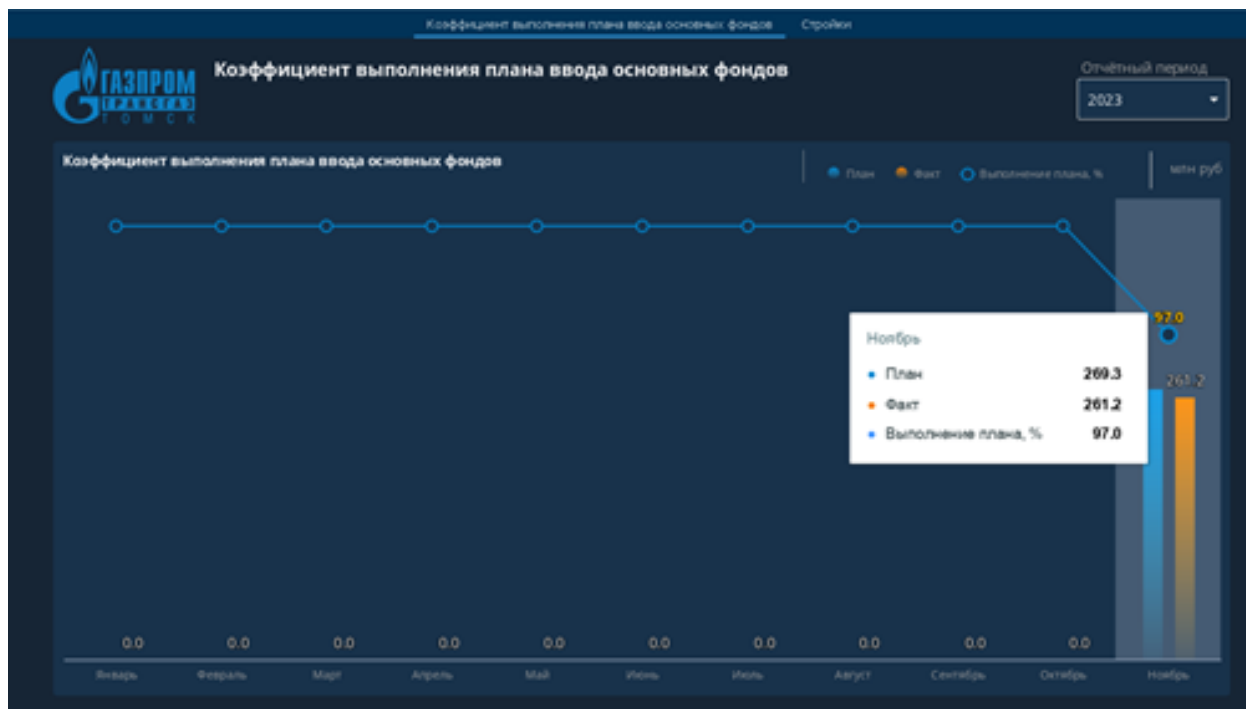 Коэффициент выполнения плана ввода основных фондов Стройки
ГАЗПРОМ
ТРАНСГАЗ
ТОМСК
Коэффициент выполнения плана ввода основных фондов
Отчётный период
2023
Коэффициент выполнения плана ввода основных фондов
План Факт Выполнение плана, % млн руб
97.0
261.2
Ноябрь
План 269.3
Факт 261.2
Выполнение плана, % 97.0
0.0 0.0 0.0 0.0 0.0 0.0 0.0 0.0 0.0 0.0
Январь Февраль Март Апрель Май Июнь Июль Август Сентябрь Октябрь Ноябрь